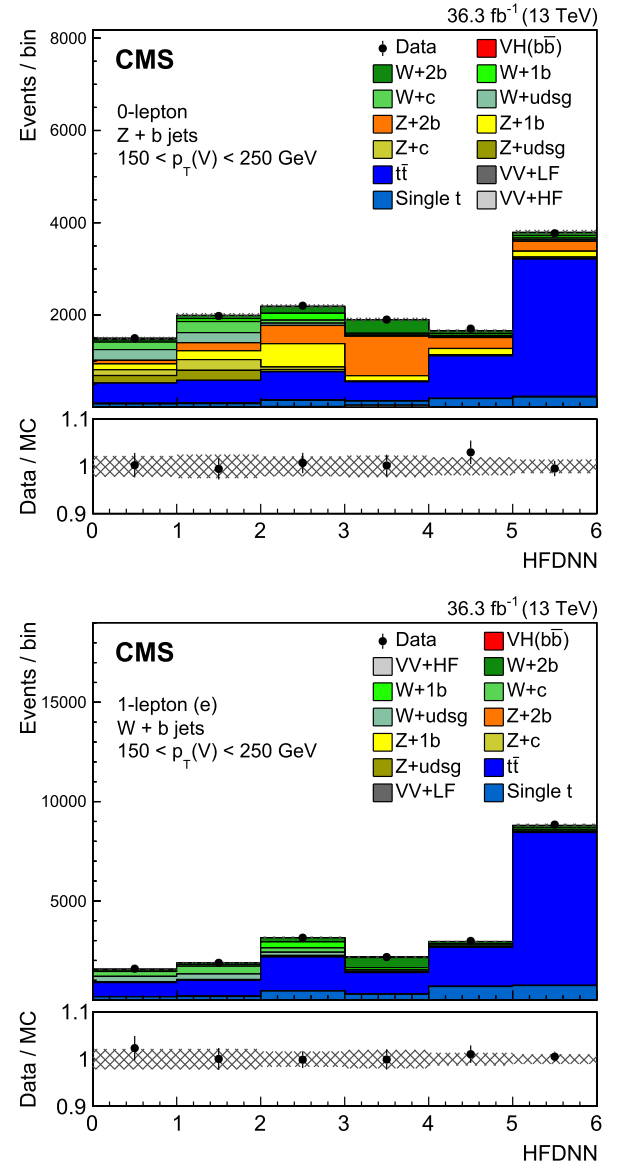 36.3 fb⁻¹ (13 TeV)
Events / bin
8000
6000
4000
2000
CMS
0-lepton
Z + b jets
150 < p_T(V) < 250 GeV
Data VH(bb̅)
W+2b W+1b
W+c W+udsg
Z+2b Z+1b
Z+c Z+udsg
tt̅ VV+LF
Single t VV+HF
Data / MC
1.1
1
0.9
0 1 2 3 4 5 6
HFDNN
36.3 fb⁻¹ (13 TeV)
Events / bin
15000
10000
5000
CMS
1-lepton (e)
W + b jets
150 < p_T(V) < 250 GeV
Data VH(bb̅)
VV+HF W+2b
W+1b W+c
W+udsg Z+2b
Z+1b Z+c
Z+udsg tt̅
VV+LF Single t
Data / MC
1.1
1
0.9
0 1 2 3 4 5 6
HFDNN